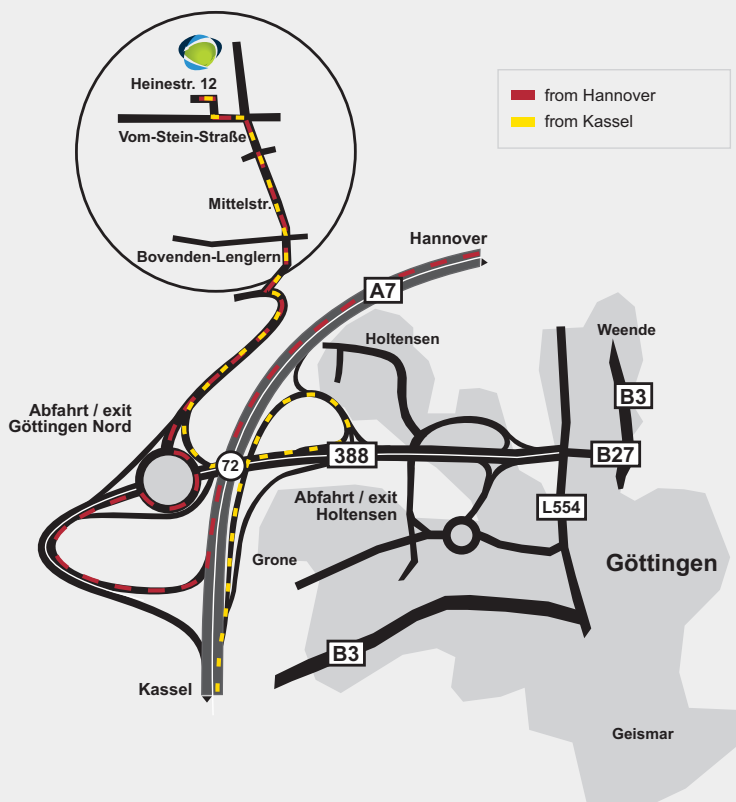 Heinestr. 12
Vom-Stein-Straße
Mittelstr.
Bovenden-Lenglern
from Hannover
from Kassel
Hannover
A7
Holtensen
Weende
B3
Abfahrt / exit
Göttingen Nord
72
388
B27
Abfahrt / exit
Holtensen
L554
Grone
Göttingen
B3
Kassel
Geismar